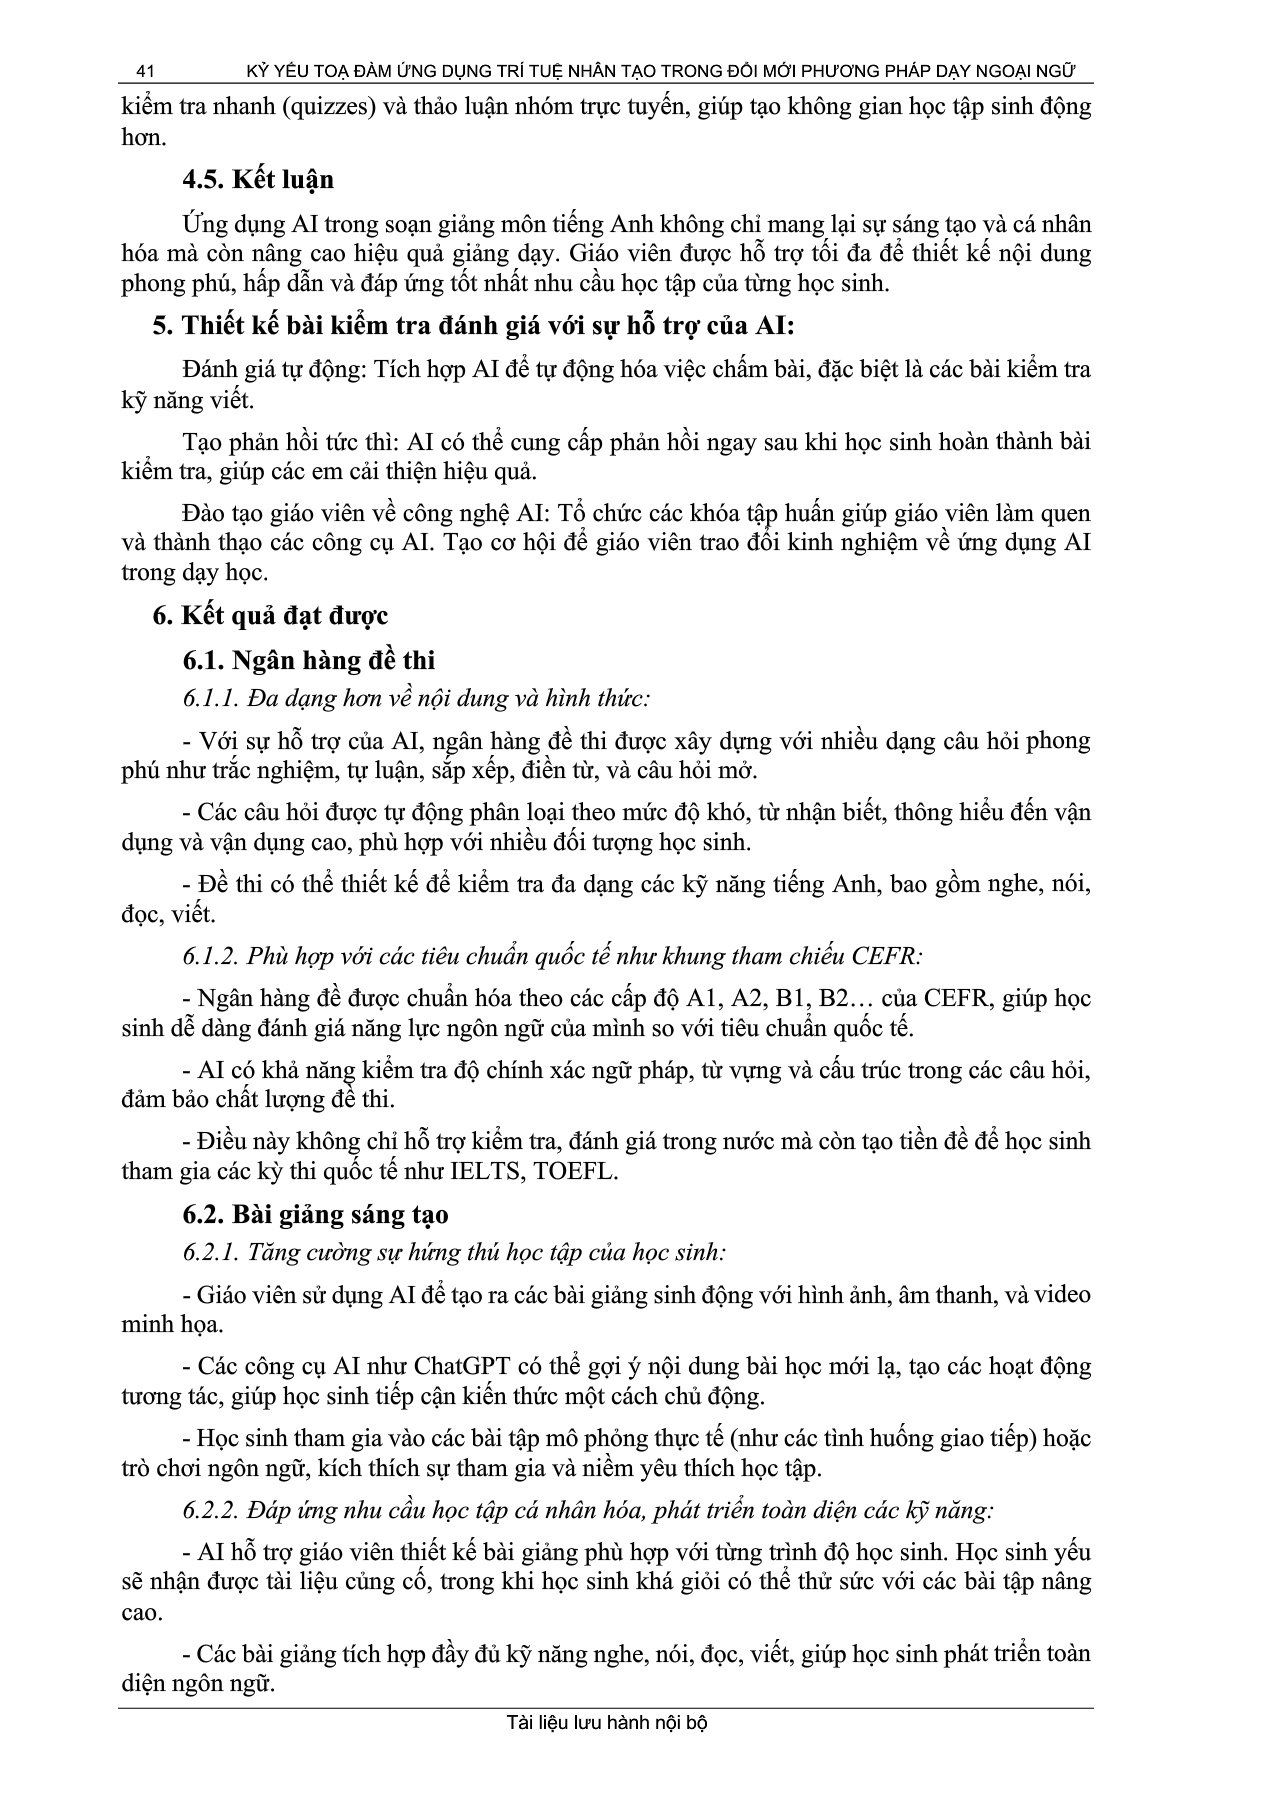 41 KỶ YẾU TOẠ ĐÀM ỨNG DỤNG TRÍ TUỆ NHÂN TẠO TRONG ĐỔI MỚI PHƯƠNG PHÁP DẠY NGOẠI NGỮ
kiểm tra nhanh (quizzes) và thảo luận nhóm trực tuyến, giúp tạo không gian học tập sinh động
hơn.
4.5. Kết luận
Ứng dụng AI trong soạn giảng môn tiếng Anh không chỉ mang lại sự sáng tạo và cá nhân
hóa mà còn nâng cao hiệu quả giảng dạy. Giáo viên được hỗ trợ tối đa để thiết kế nội dung
phong phú, hấp dẫn và đáp ứng tốt nhất nhu cầu học tập của từng học sinh.
5. Thiết kế bài kiểm tra đánh giá với sự hỗ trợ của AI:
Đánh giá tự động: Tích hợp AI để tự động hóa việc chấm bài, đặc biệt là các bài kiểm tra
kỹ năng viết.
Tạo phản hồi tức thì: AI có thể cung cấp phản hồi ngay sau khi học sinh hoàn thành bài
kiểm tra, giúp các em cải thiện hiệu quả.
Đào tạo giáo viên về công nghệ AI: Tổ chức các khóa tập huấn giúp giáo viên làm quen
và thành thạo các công cụ AI. Tạo cơ hội để giáo viên trao đổi kinh nghiệm về ứng dụng AI
trong dạy học.
6. Kết quả đạt được
6.1. Ngân hàng đề thi
6.1.1. Đa dạng hơn về nội dung và hình thức:
- Với sự hỗ trợ của AI, ngân hàng đề thi được xây dựng với nhiều dạng câu hỏi phong
phú như trắc nghiệm, tự luận, sắp xếp, điền từ, và câu hỏi mở.
- Các câu hỏi được tự động phân loại theo mức độ khó, từ nhận biết, thông hiểu đến vận
dụng và vận dụng cao, phù hợp với nhiều đối tượng học sinh.
- Đề thi có thể thiết kế để kiểm tra đa dạng các kỹ năng tiếng Anh, bao gồm nghe, nói,
đọc, viết.
6.1.2. Phù hợp với các tiêu chuẩn quốc tế như khung tham chiếu CEFR:
- Ngân hàng đề được chuẩn hóa theo các cấp độ A1, A2, B1, B2… của CEFR, giúp học
sinh dễ dàng đánh giá năng lực ngôn ngữ của mình so với tiêu chuẩn quốc tế.
- AI có khả năng kiểm tra độ chính xác ngữ pháp, từ vựng và cấu trúc trong các câu hỏi,
đảm bảo chất lượng đề thi.
- Điều này không chỉ hỗ trợ kiểm tra, đánh giá trong nước mà còn tạo tiền đề để học sinh
tham gia các kỳ thi quốc tế như IELTS, TOEFL.
6.2. Bài giảng sáng tạo
6.2.1. Tăng cường sự hứng thú học tập của học sinh:
- Giáo viên sử dụng AI để tạo ra các bài giảng sinh động với hình ảnh, âm thanh, và video
minh họa.
- Các công cụ AI như ChatGPT có thể gợi ý nội dung bài học mới lạ, tạo các hoạt động
tương tác, giúp học sinh tiếp cận kiến thức một cách chủ động.
- Học sinh tham gia vào các bài tập mô phỏng thực tế (như các tình huống giao tiếp) hoặc
trò chơi ngôn ngữ, kích thích sự tham gia và niềm yêu thích học tập.
6.2.2. Đáp ứng nhu cầu học tập cá nhân hóa, phát triển toàn diện các kỹ năng:
- AI hỗ trợ giáo viên thiết kế bài giảng phù hợp với từng trình độ học sinh. Học sinh yếu
sẽ nhận được tài liệu củng cố, trong khi học sinh khá giỏi có thể thử sức với các bài tập nâng
cao.
- Các bài giảng tích hợp đầy đủ kỹ năng nghe, nói, đọc, viết, giúp học sinh phát triển toàn
diện ngôn ngữ.
Tài liệu lưu hành nội bộ